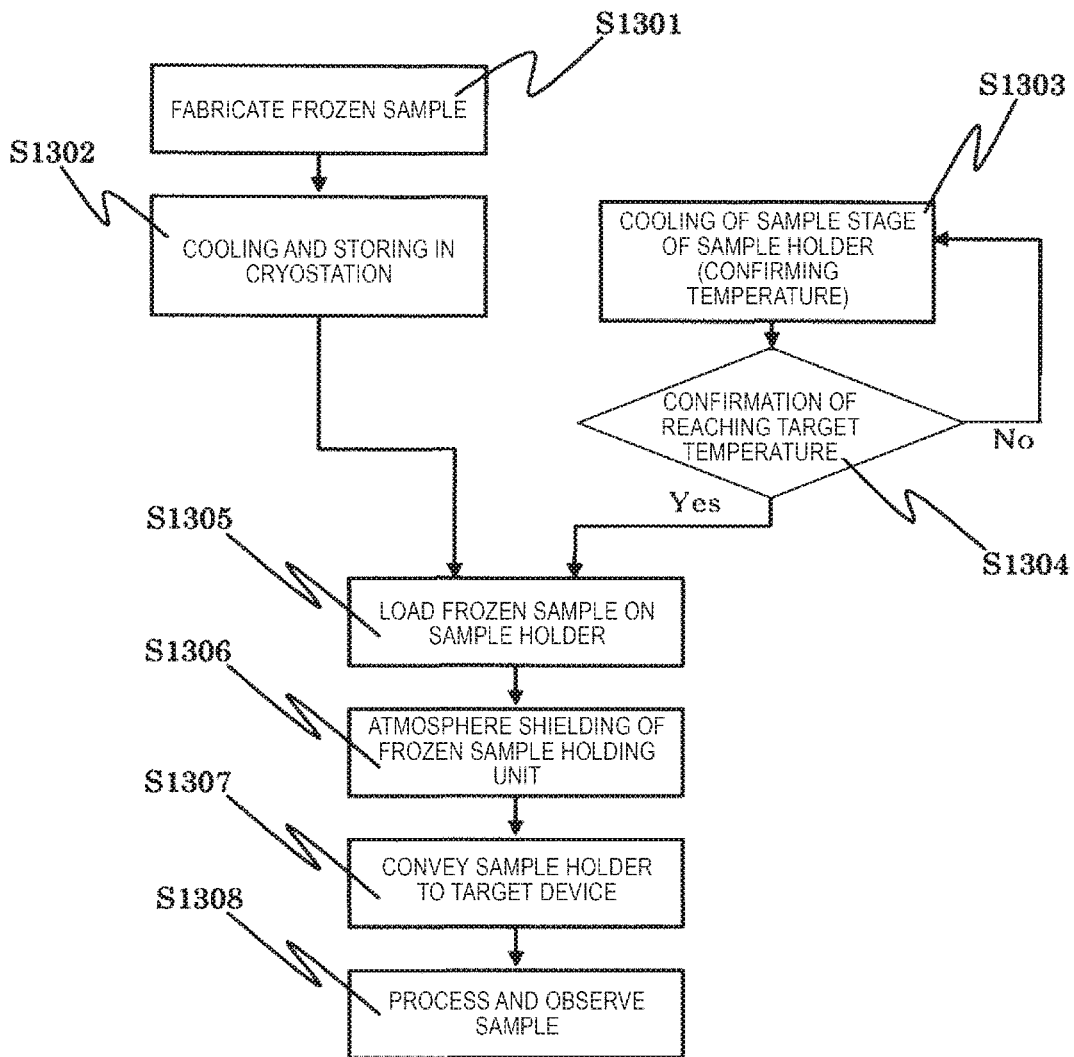 S1301
FABRICATE FROZEN SAMPLE
S1302
COOLING AND STORING IN
CRYOSTATION
S1303
COOLING OF SAMPLE STAGE
OF SAMPLE HOLDER
(CONFIRMING
TEMPERATURE)
CONFIRMATION OF
REACHING TARGET
TEMPERATURE
No
Yes
S1304
S1305
LOAD FROZEN SAMPLE ON
SAMPLE HOLDER
S1306
ATMOSPHERE SHIELDING OF
FROZEN SAMPLE HOLDING
UNIT
S1307
CONVEY SAMPLE HOLDER
TO TARGET DEVICE
S1308
PROCESS AND OBSERVE
SAMPLE